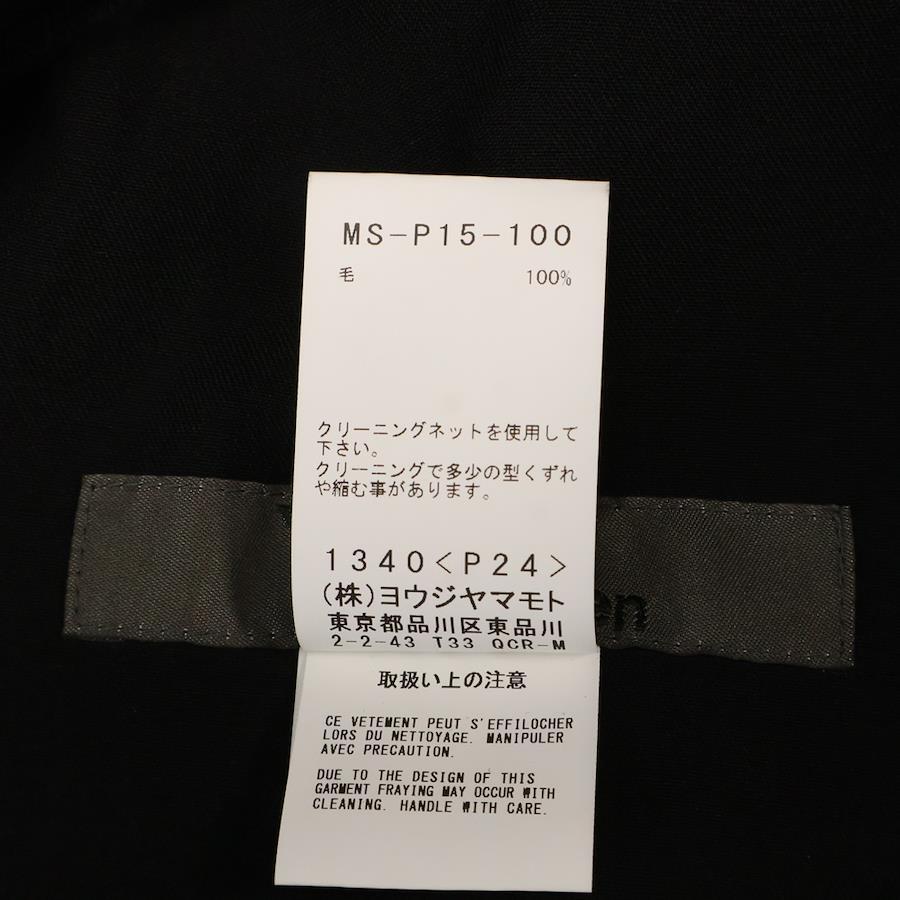 MS-P15-100
毛 100%
クリーニングネットを使用して
下さい。
クリーニングで多少の型くずれ
や縮む事があります。
1340<P24>
(株)ヨウジヤマモト
東京都品川区東品川
2-2-43 T33 QCR-M
en
取扱い上の注意
CE VETEMENT PEUT S'EFFILOCHER
LORS DU NETTOYAGE. MANIPULER
AVEC PRECAUTION.
DUE TO THE DESIGN OF THIS
GARMENT FRAYING MAY OCCUR WITH
CLEANING. HANDLE WITH CARE.